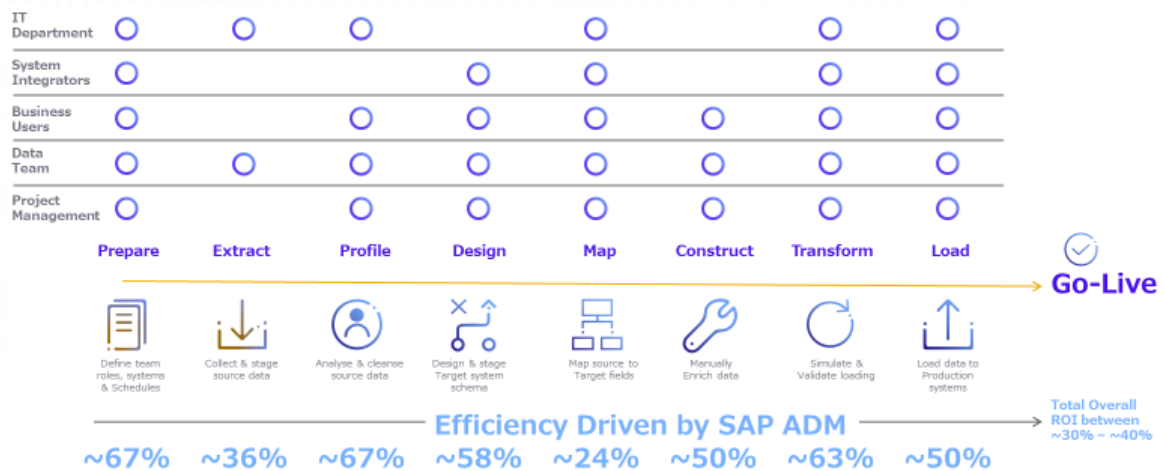 IT
Department
System
Integrators
Business
Users
Data
Team
Project
Management
Prepare Extract Profile Design Map Construct Transform Load
Go-Live
Define team
roles, systems
& Schedules
Collect & stage
source data
Analyse & cleanse
source data
Design & stage
Target system
schema
Map source to
Target fields
Manually
Enrich data
Simulate &
Validate loading
Load data to
Production
systems
Efficiency Driven by SAP ADM
Total Overall
ROI between
~30% – ~40%
~67% ~36% ~67% ~58% ~24% ~50% ~63% ~50%